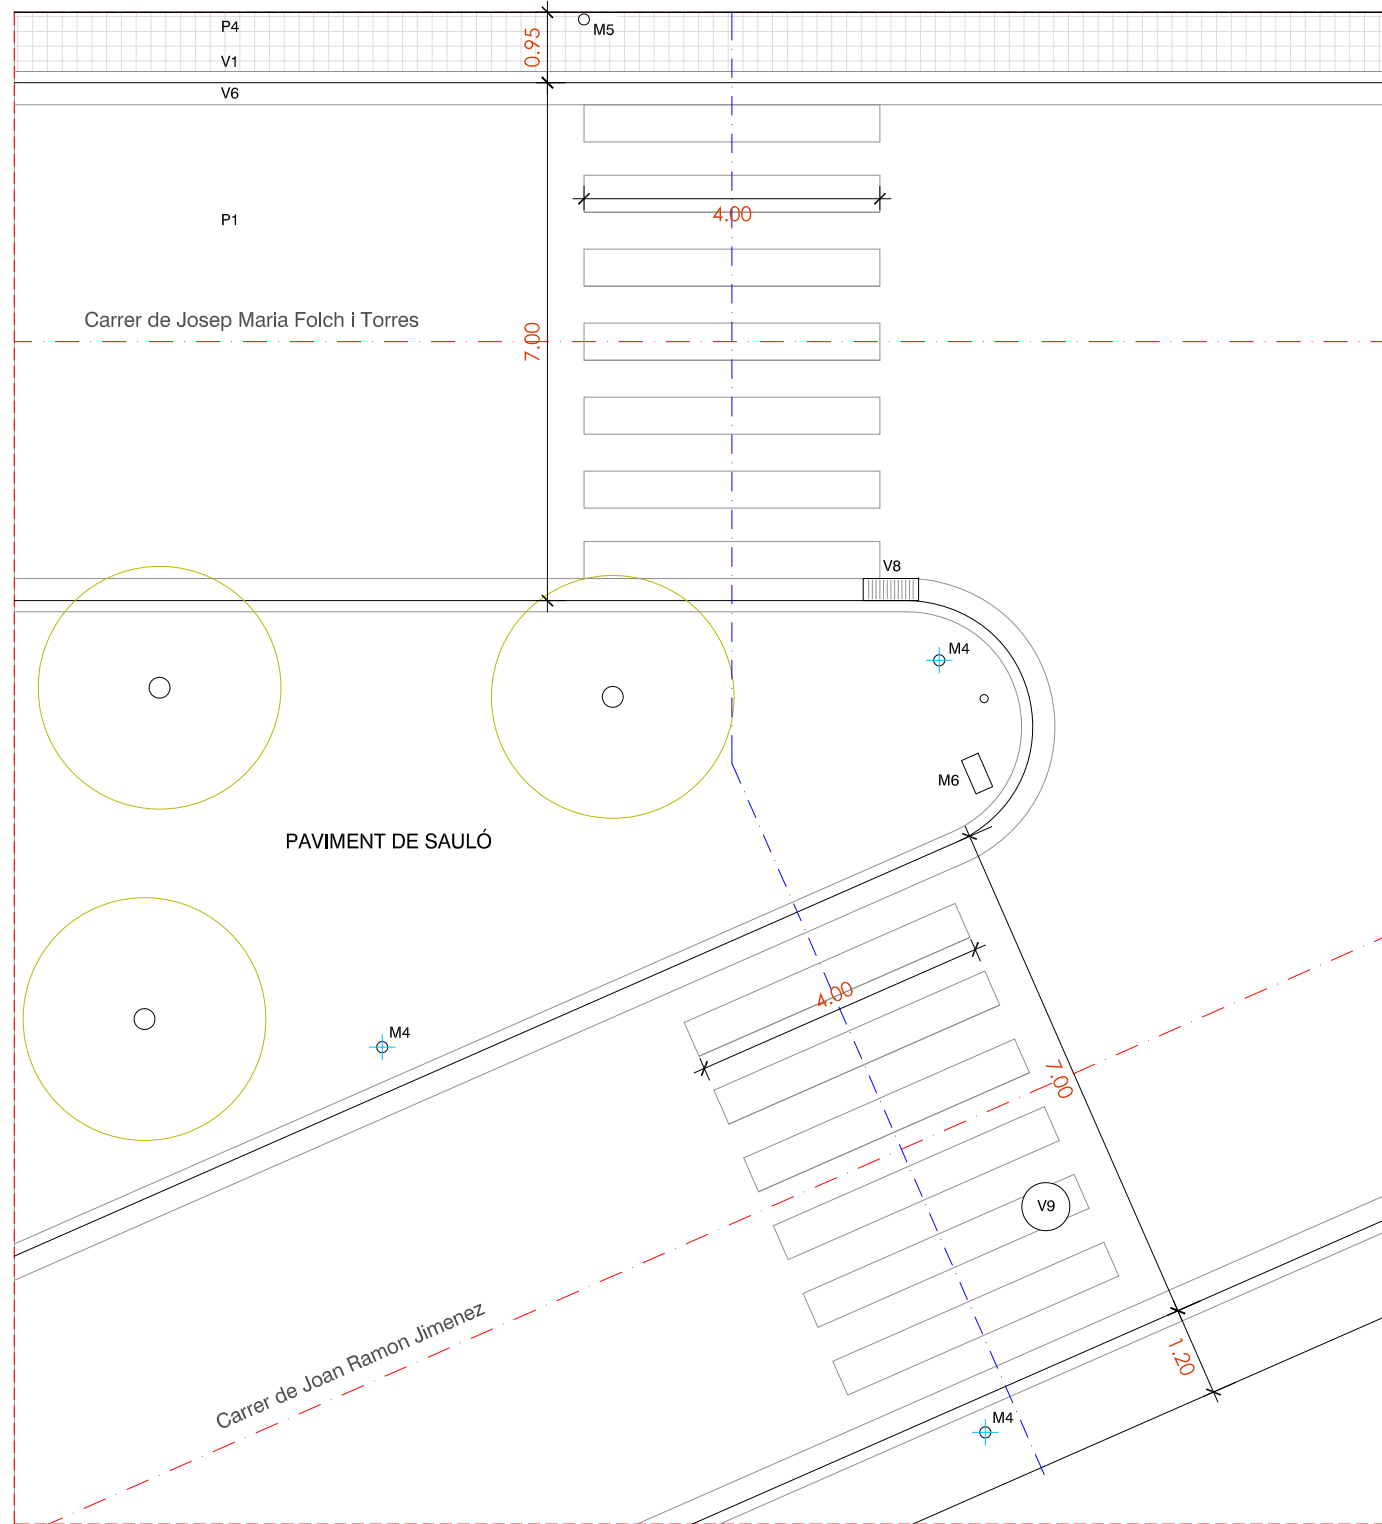 P4
M5
0.95
V1
V6
4.00
P1
Carrer de Josep Maria Folch i Torres
7.00
V8
M4
M6
PAVIMENT DE SAULÓ
4.00
M4
7.00
V9
Carrer de Joan Ramon Jimenez
1.20
M4